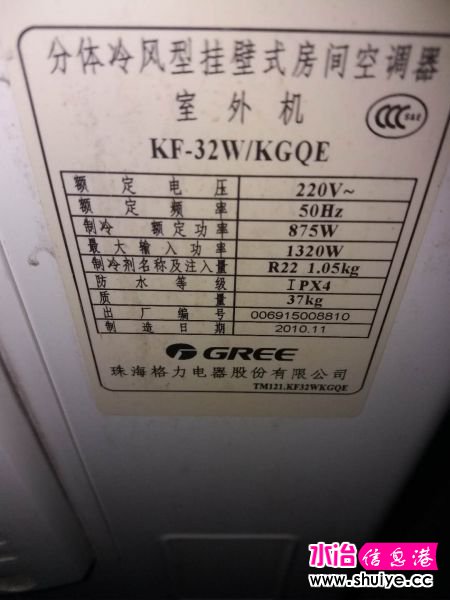 分体冷风型挂壁式房间空调器
室外机
CCC S&E
KF-32W/KGQE
额定电压 220V~
额定频率 50Hz
制冷 额定功率 875W
最大输入功率 1320W
制冷剂名称及注入量 R22 1.05kg
防水等级 IPX4
质量 37kg
出厂编号 006915008810
制造日期 2010.11
GREE
珠海格力电器股份有限公司
TM121.KF32WKGQE
水冶信息港
www.shuiye.cc